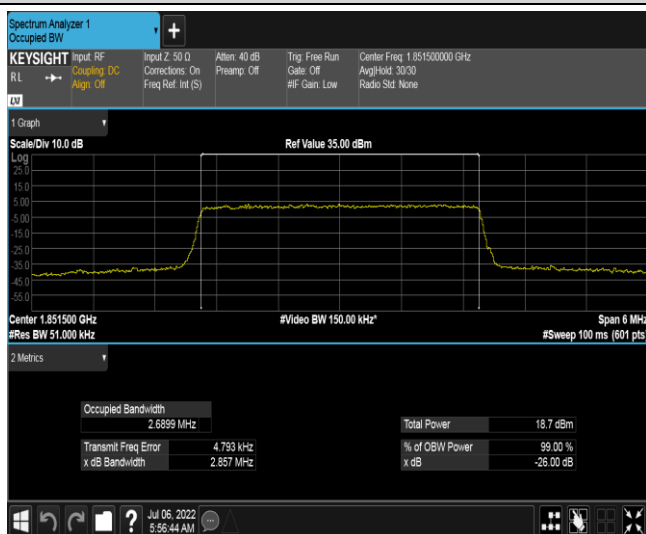 Spectrum Analyzer 1
Occupied BW
+
KEYSIGHT
R L
LXI
Input: RF
Coupling: DC
Align: Off
Input Z: 50 Ω
Corrections: On
Freq Ref: Int (S)
Atten: 40 dB
Preamp: Off
Trig: Free Run
Gate: Off
#IF Gain: Low
Center Freq: 1.851500000 GHz
Avg|Hold: 30/30
Radio Std: None
1 Graph
Scale/Div 10.0 dB
Ref Value 35.00 dBm
Log
25.0
15.0
5.00
-5.00
-15.0
-25.0
-35.0
-45.0
-55.0
Center 1.851500 GHz
#Video BW 150.00 kHz*
Span 6 MHz
#Res BW 51.000 kHz
#Sweep 100 ms (601 pts)
2 Metrics
Occupied Bandwidth
2.6899 MHz
Total Power 18.7 dBm
Transmit Freq Error 4.793 kHz
% of OBW Power 99.00 %
x dB Bandwidth 2.857 MHz
x dB -26.00 dB
?
Jul 06, 2022
5:56:44 AM